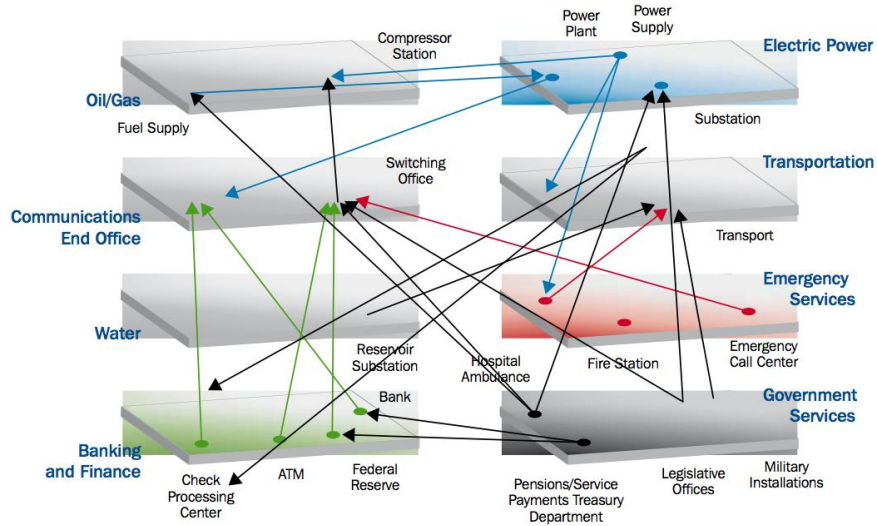 Compressor
Station
Power
Plant
Power
Supply
Electric Power
Oil/Gas
Fuel Supply
Substation
Switching
Office
Transportation
Communications
End Office
Transport
Emergency
Services
Water
Reservoir
Substation
Hospital
Ambulance
Fire Station
Emergency
Call Center
Bank
Government
Services
Banking
and Finance
Check
Processing
Center
ATM
Federal
Reserve
Pensions/Service
Payments Treasury
Department
Legislative
Offices
Military
Installations